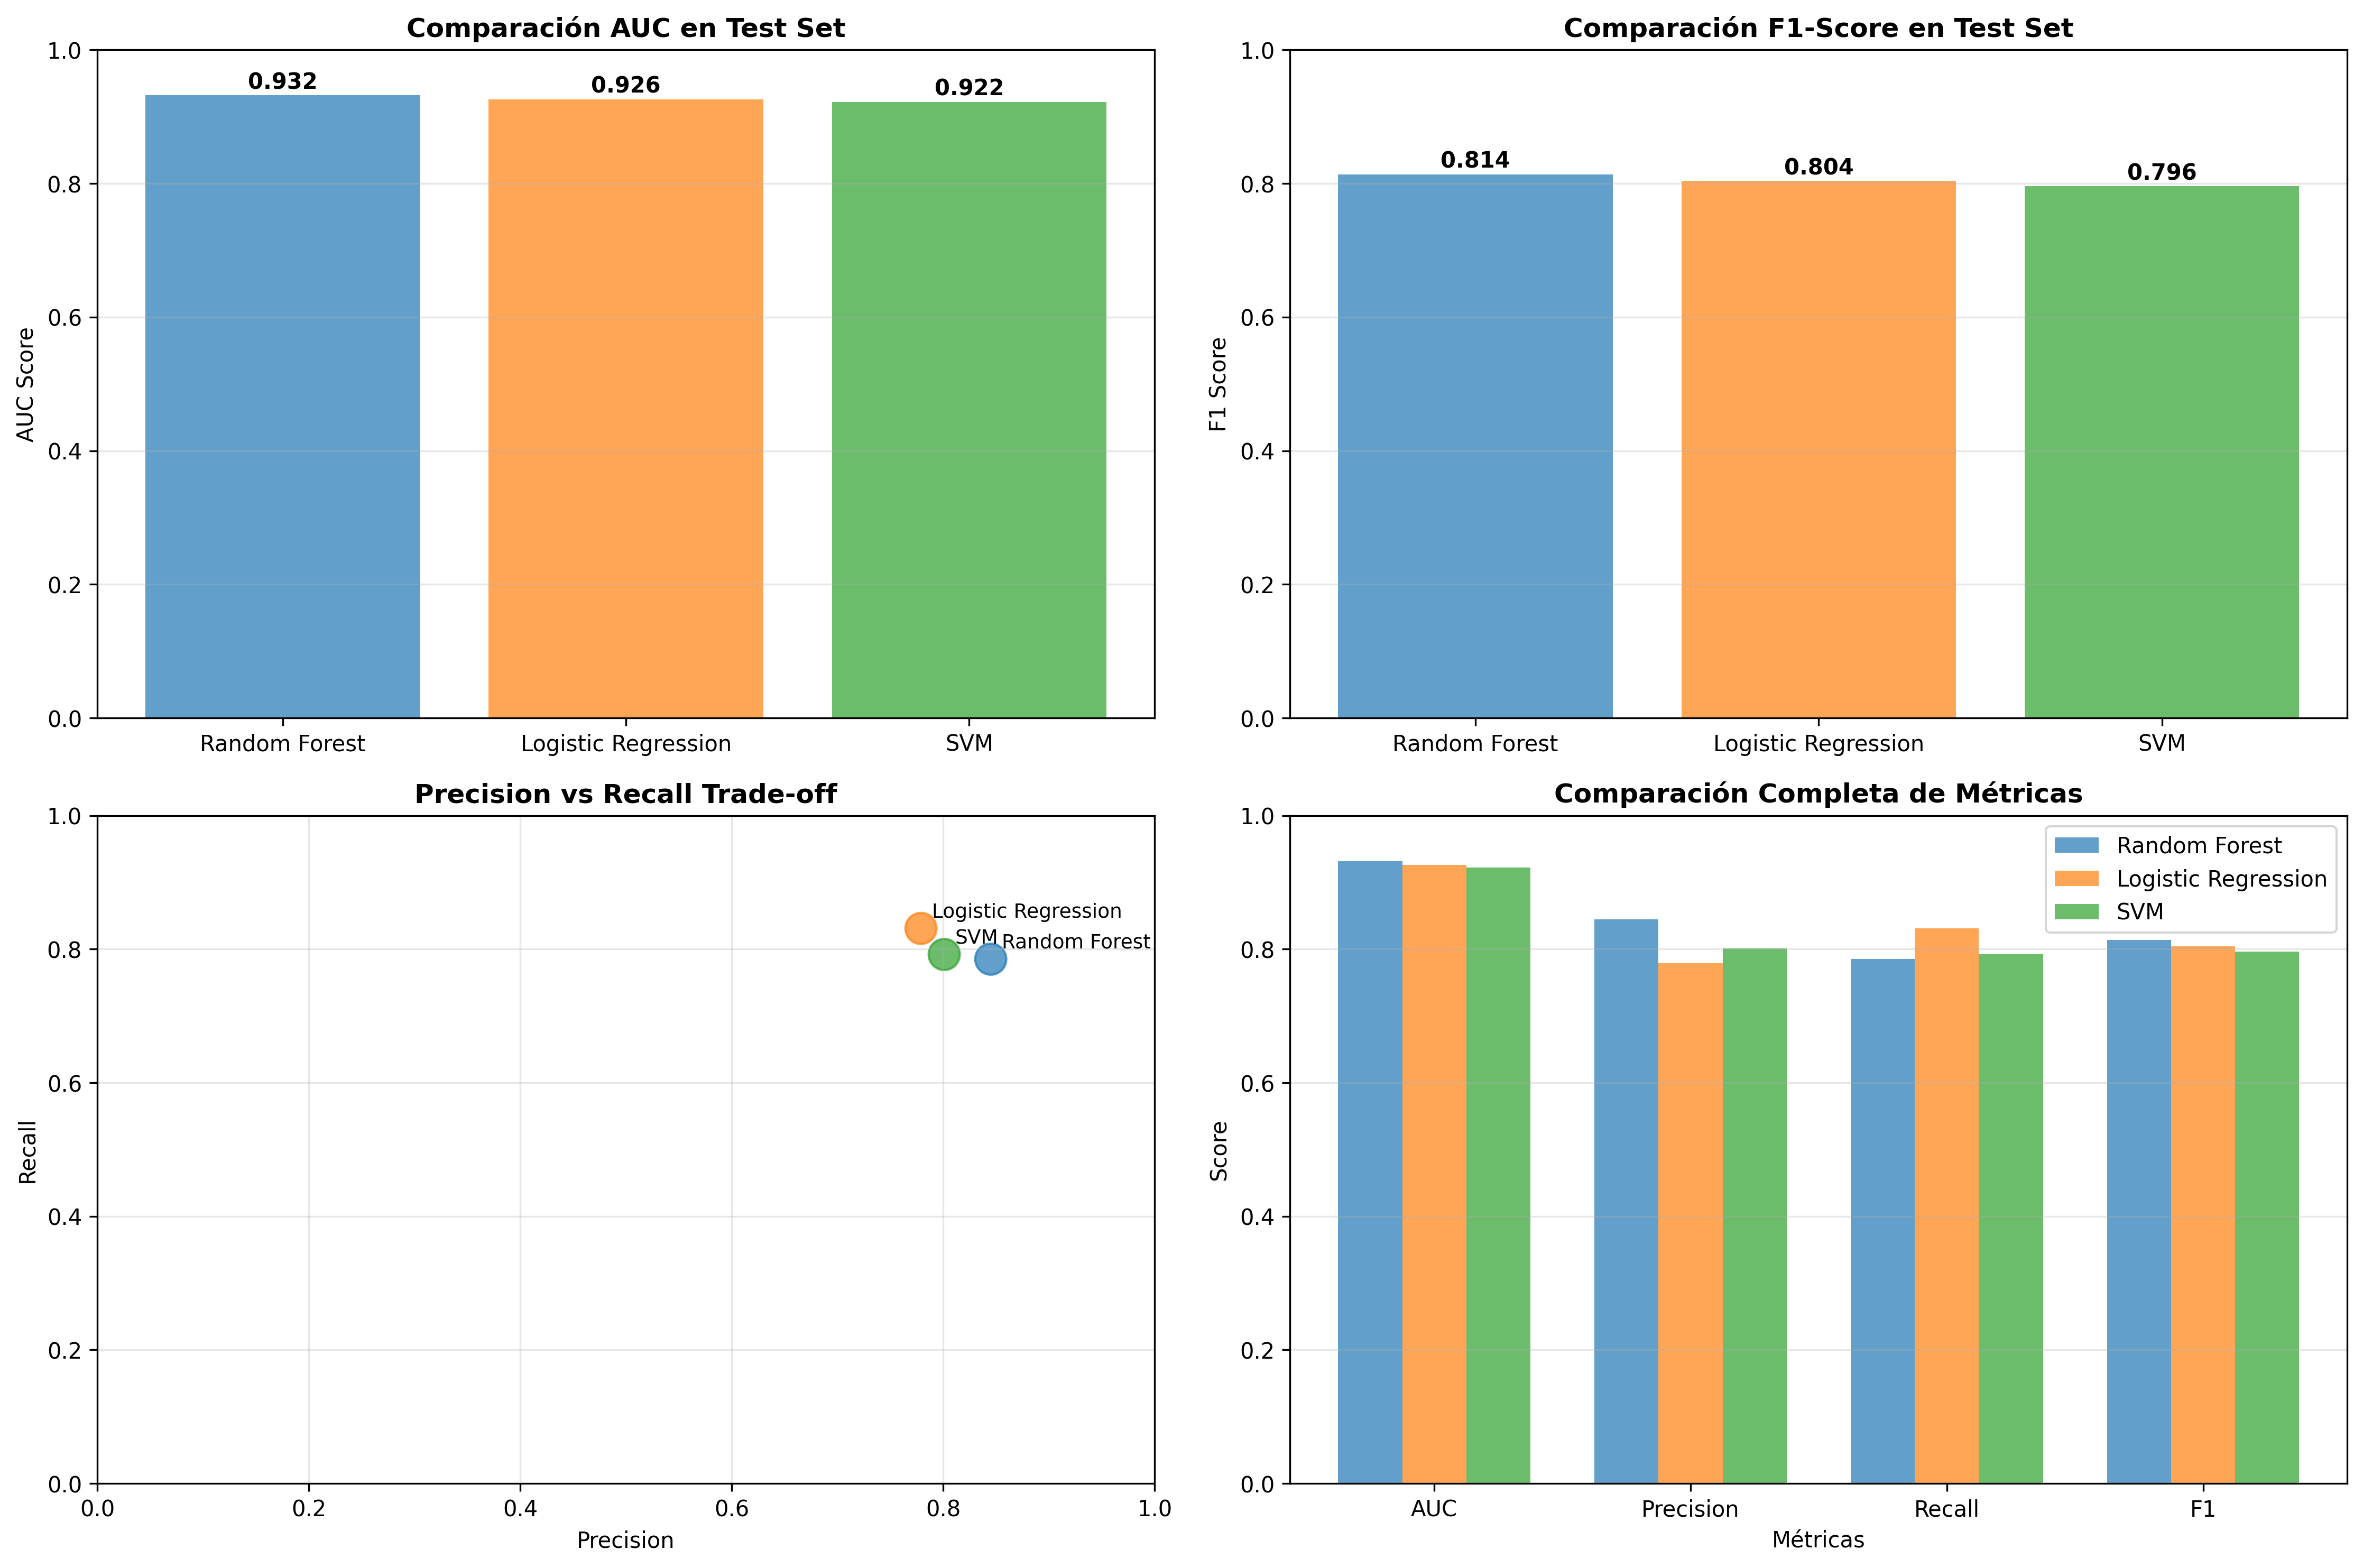 Comparación AUC en Test Set
1.0
0.8
0.6
0.4
0.2
0.0
AUC Score
0.932
0.926
0.922
Random Forest
Logistic Regression
SVM
Comparación F1-Score en Test Set
1.0
0.8
0.6
0.4
0.2
0.0
F1 Score
0.814
0.804
0.796
Random Forest
Logistic Regression
SVM
Precision vs Recall Trade-off
1.0
0.8
0.6
0.4
0.2
0.0
Recall
Logistic Regression
SVM
Random Forest
0.0 0.2 0.4 0.6 0.8 1.0
Precision
Comparación Completa de Métricas
1.0
0.8
0.6
0.4
0.2
0.0
Score
Random Forest
Logistic Regression
SVM
AUC Precision Recall F1
Métricas